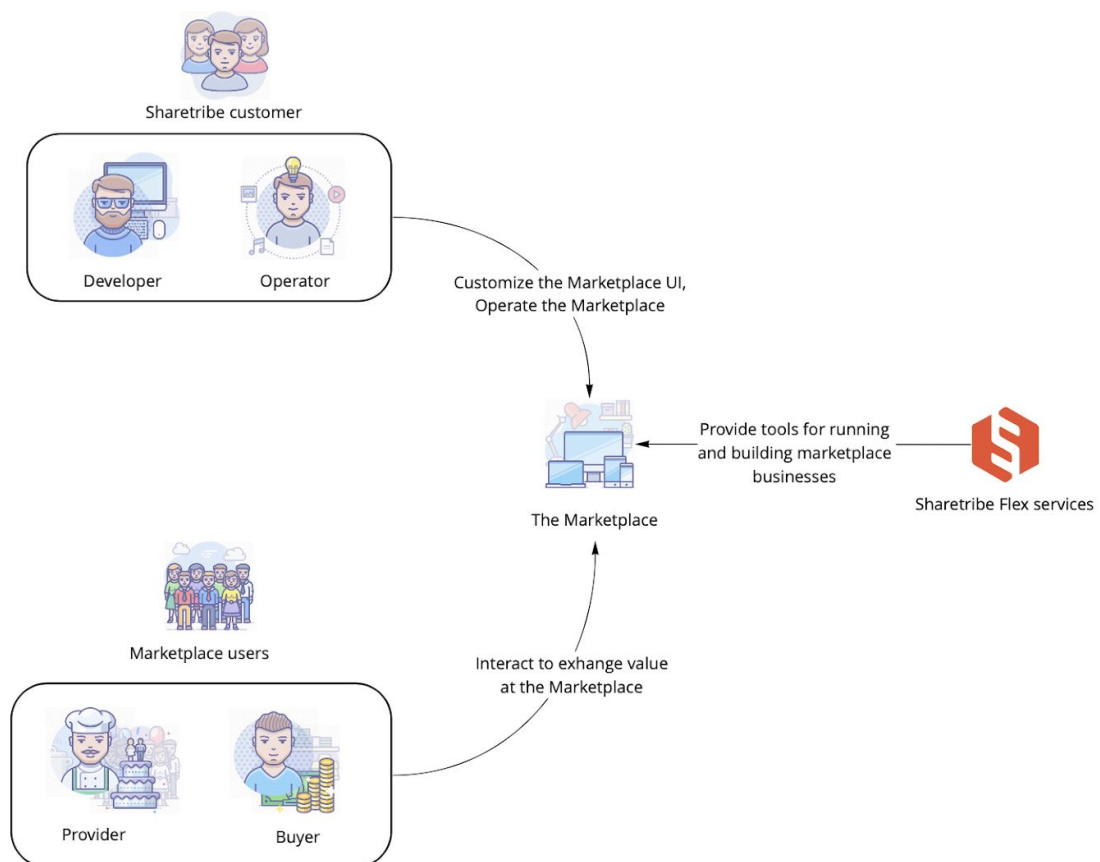 Sharetribe customer
Developer
Operator
Customize the Marketplace UI,
Operate the Marketplace
Provide tools for running
and building marketplace
businesses
Sharetribe Flex services
The Marketplace
Marketplace users
Interact to exhange value
at the Marketplace
Provider
Buyer